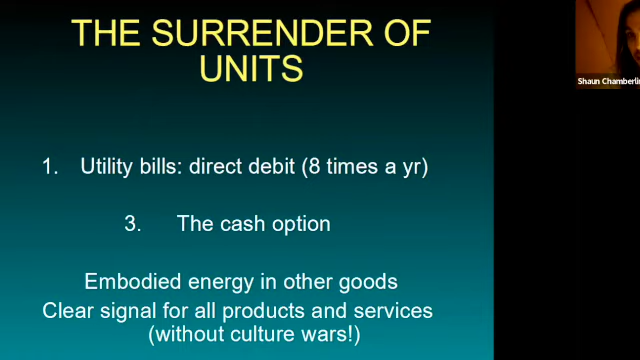 THE SURRENDER OF
UNITS
1. Utility bills: direct debit (8 times a yr)
3. The cash option
Embodied energy in other goods
Clear signal for all products and services
(without culture wars!)
Shaun Chamberlin